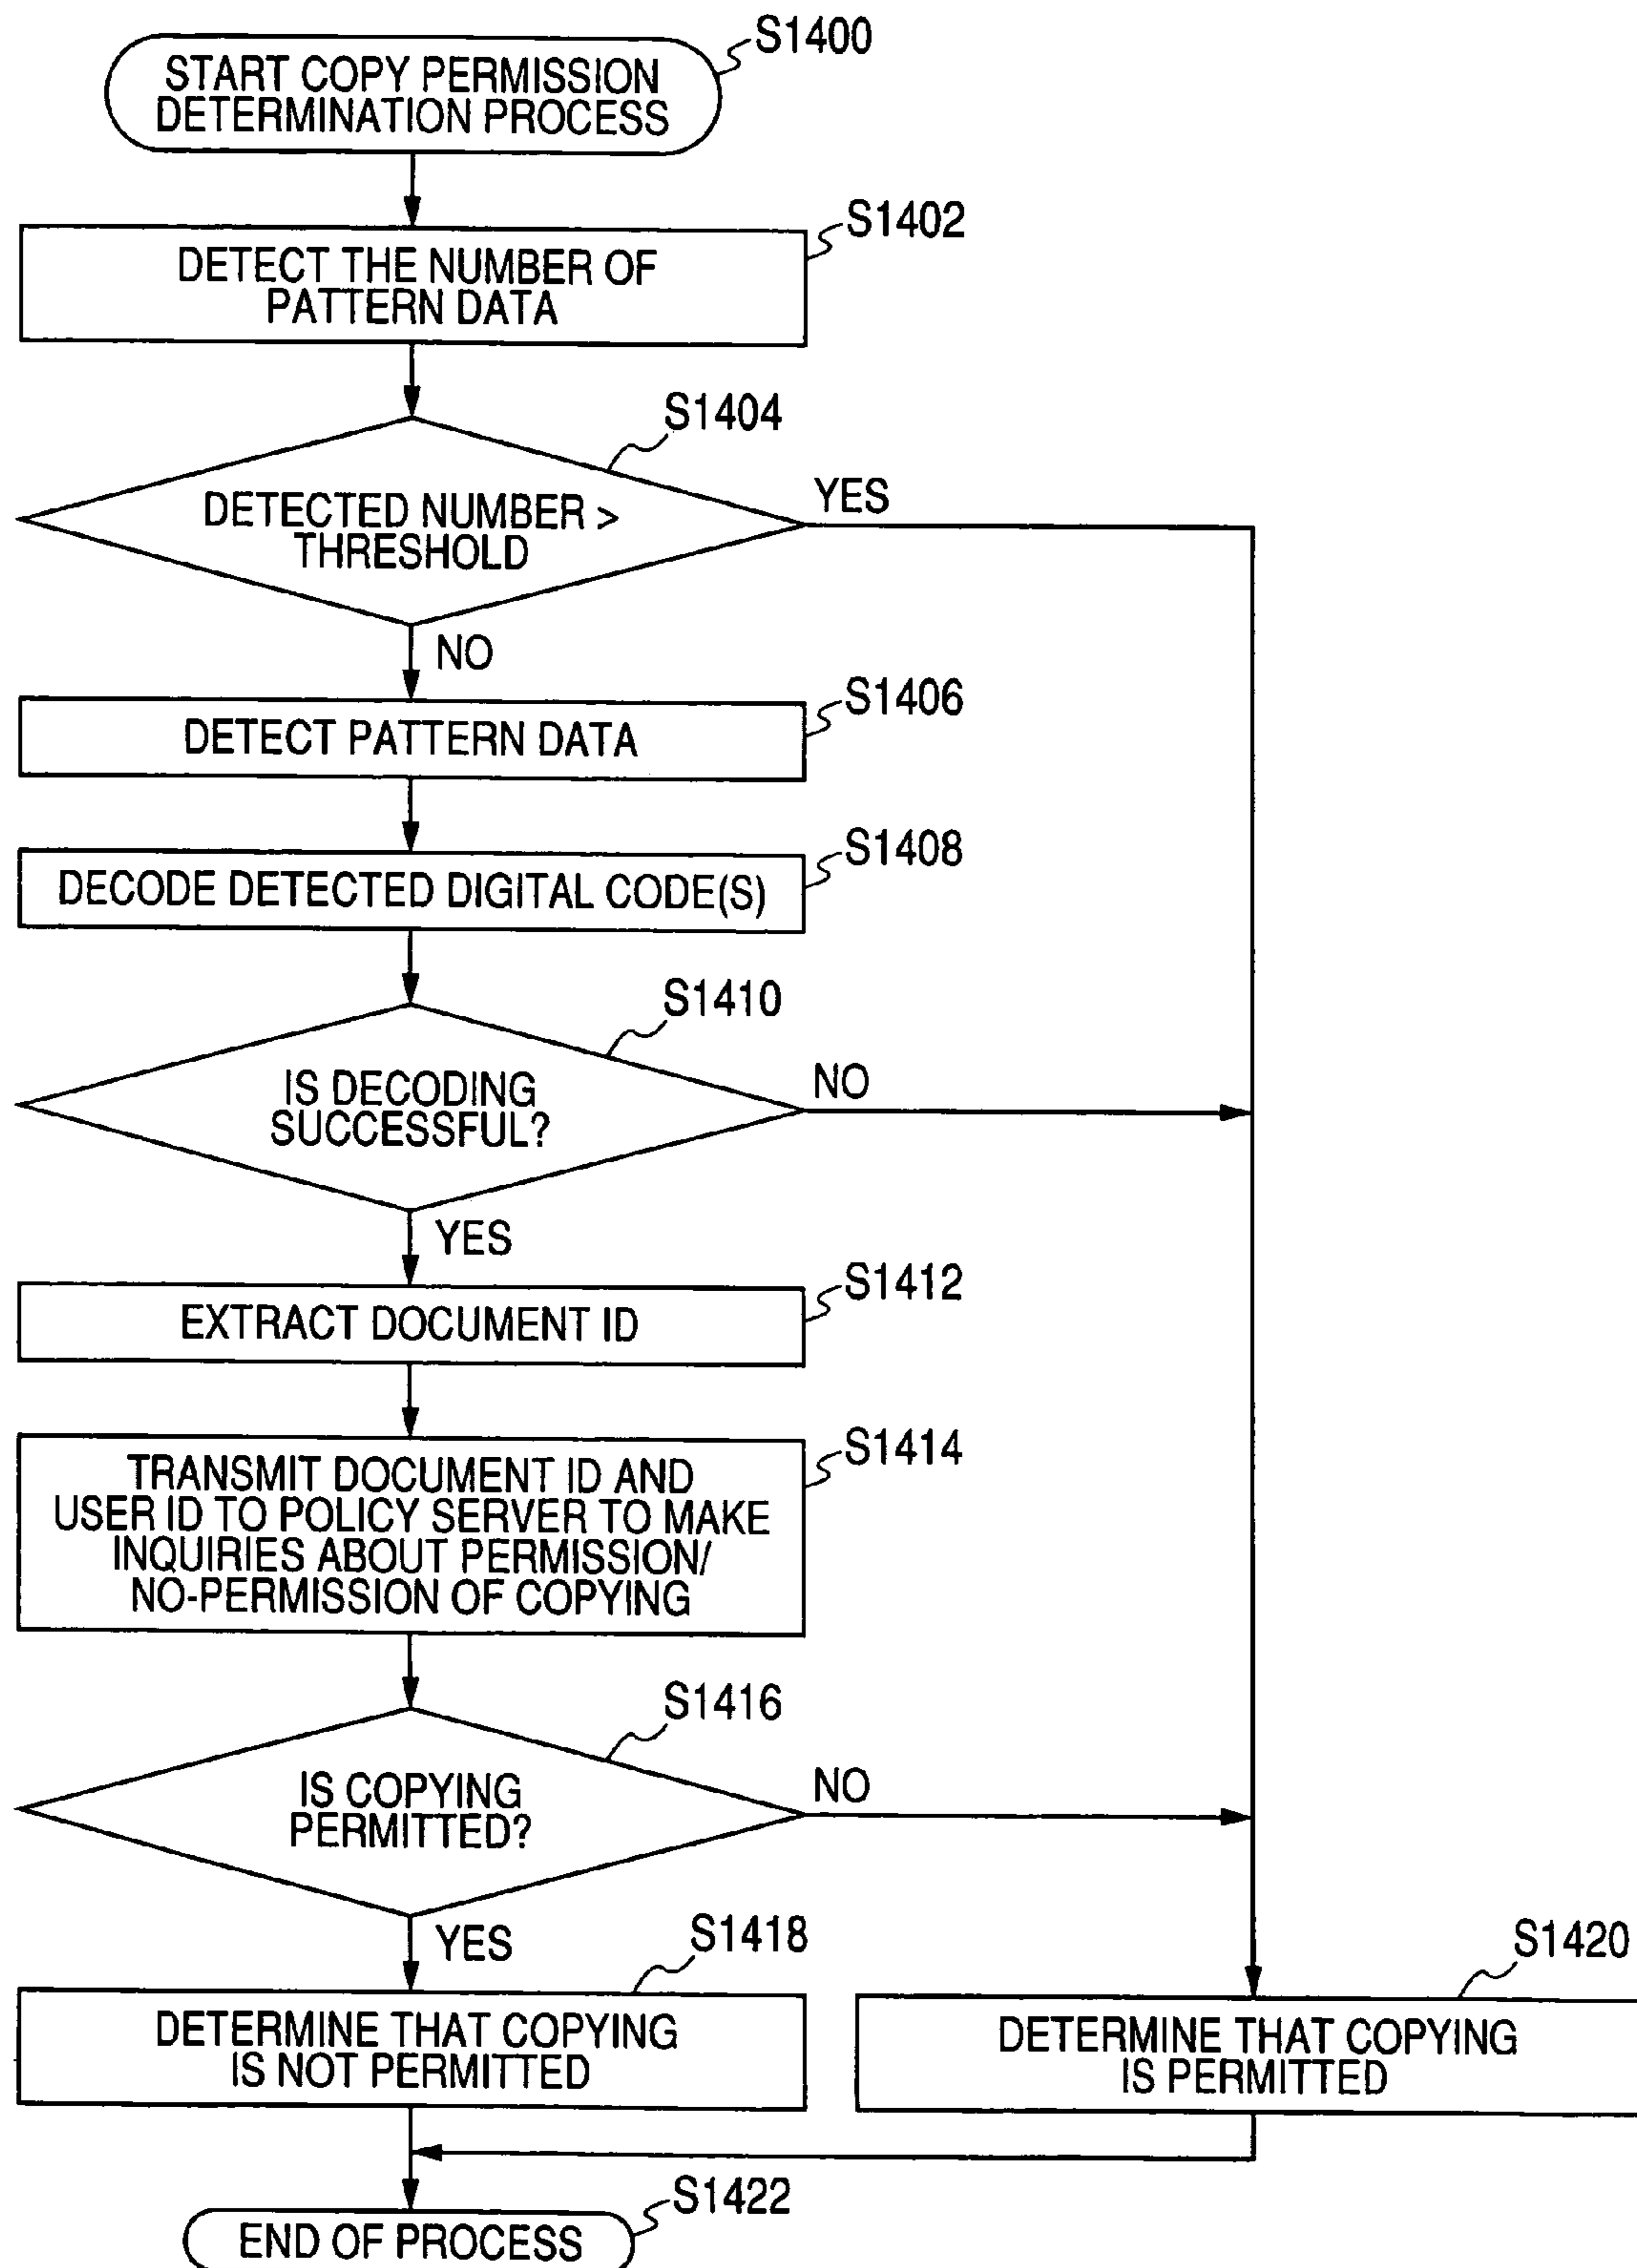 S1400
START COPY PERMISSION
DETERMINATION PROCESS
S1402
DETECT THE NUMBER OF
PATTERN DATA
S1404
DETECTED NUMBER >
THRESHOLD
YES
NO
S1406
DETECT PATTERN DATA
S1408
DECODE DETECTED DIGITAL CODE(S)
S1410
IS DECODING
SUCCESSFUL?
NO
YES
S1412
EXTRACT DOCUMENT ID
S1414
TRANSMIT DOCUMENT ID AND
USER ID TO POLICY SERVER TO MAKE
INQUIRIES ABOUT PERMISSION/
NO-PERMISSION OF COPYING
S1416
IS COPYING
PERMITTED?
NO
YES
S1418
DETERMINE THAT COPYING
IS NOT PERMITTED
S1420
DETERMINE THAT COPYING
IS PERMITTED
S1422
END OF PROCESS